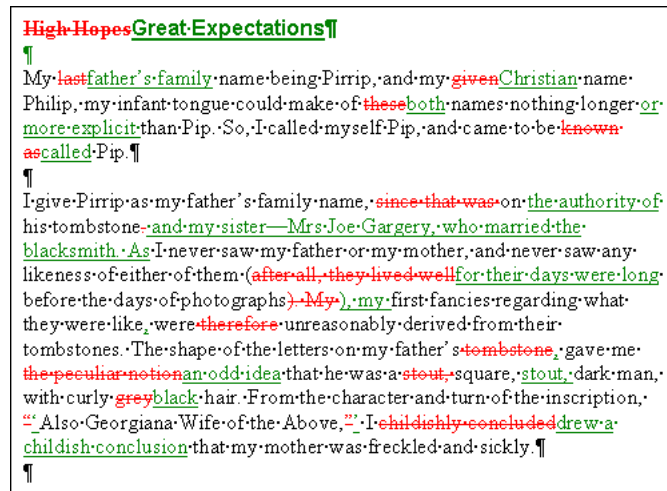 High HopesGreat Expectations¶
¶
My lastfather’s family name being Pirrip, and my givenChristian name
Philip, my infant tongue could make of theseboth names nothing longer or
more explicit than Pip. So, I called myself Pip, and came to be known
ascalled Pip.¶
¶
I give Pirrip as my father’s family name, since that was on the authority of
his tombstone. and my sister—Mrs Joe Gargery, who married the
blacksmith. As I never saw my father or my mother, and never saw any
likeness of either of them (after all, they lived wellfor their days were long
before the days of photographs). My ), my first fancies regarding what
they were like, were therefore unreasonably derived from their
tombstones. The shape of the letters on my father’s tombstone, gave me
the peculiar notionan odd idea that he was a stout, square, stout, dark man,
with curly greyblack hair. From the character and turn of the inscription,
“‘Also Georgiana Wife of the Above,”’ I childishly concludeddrew a
childish conclusion that my mother was freckled and sickly.¶
¶